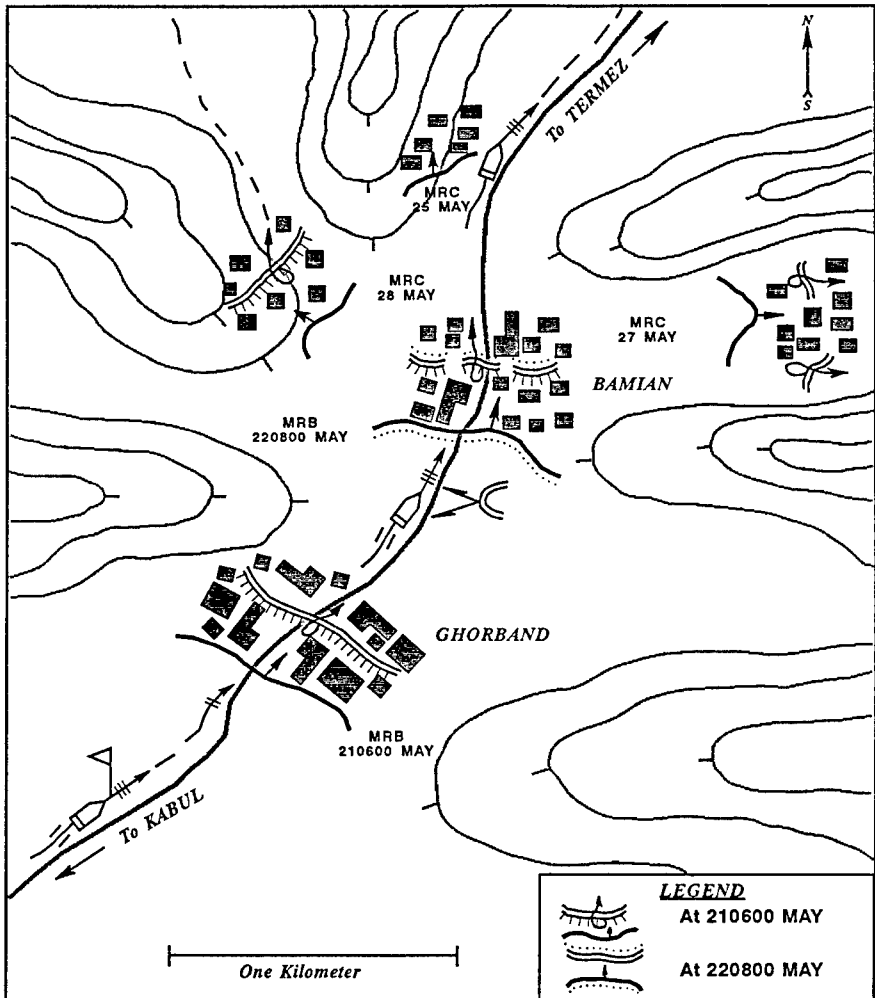 N
S
To TERMEZ
MRC
25 MAY
MRC
28 MAY
MRC
27 MAY
BAMIAN
MRB
220800 MAY
GHORBAND
MRB
210600 MAY
To KABUL
LEGEND
At 210600 MAY
At 220800 MAY
One Kilometer